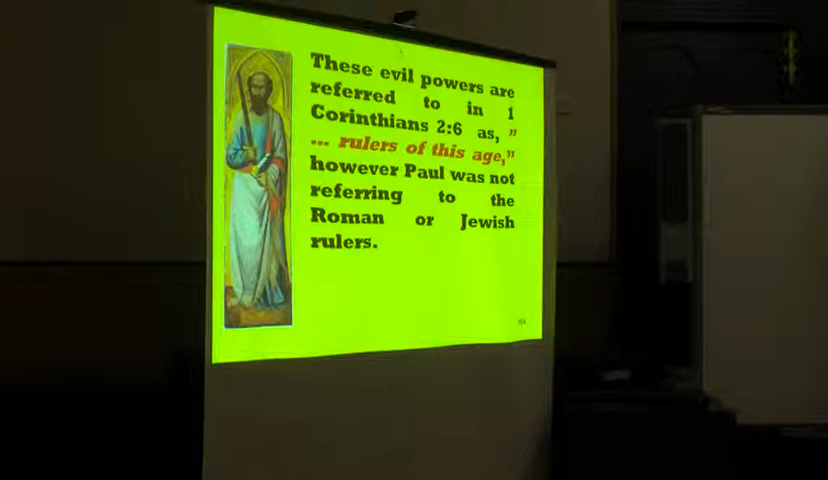 These evil powers are
referred to in 1
Corinthians 2:6 as, ”
... rulers of this age,”
however Paul was not
referring to the
Roman or Jewish
rulers.